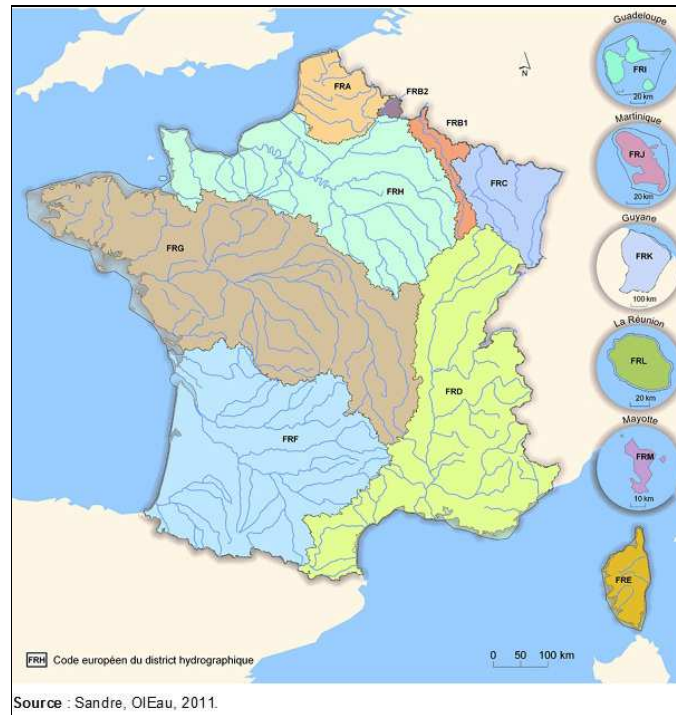 Guadeloupe
FRI
20 km
FRA
FRB2
FRB1
Martinique
FRJ
20 km
FRH
FRC
Guyane
FRK
100 km
FRG
La Réunion
FRL
20 km
FRD
Mayotte
FRM
10 km
FRF
FRE
N
FRH Code européen du district hydrographique
0 50 100 km
Source : Sandre, OIEau, 2011.